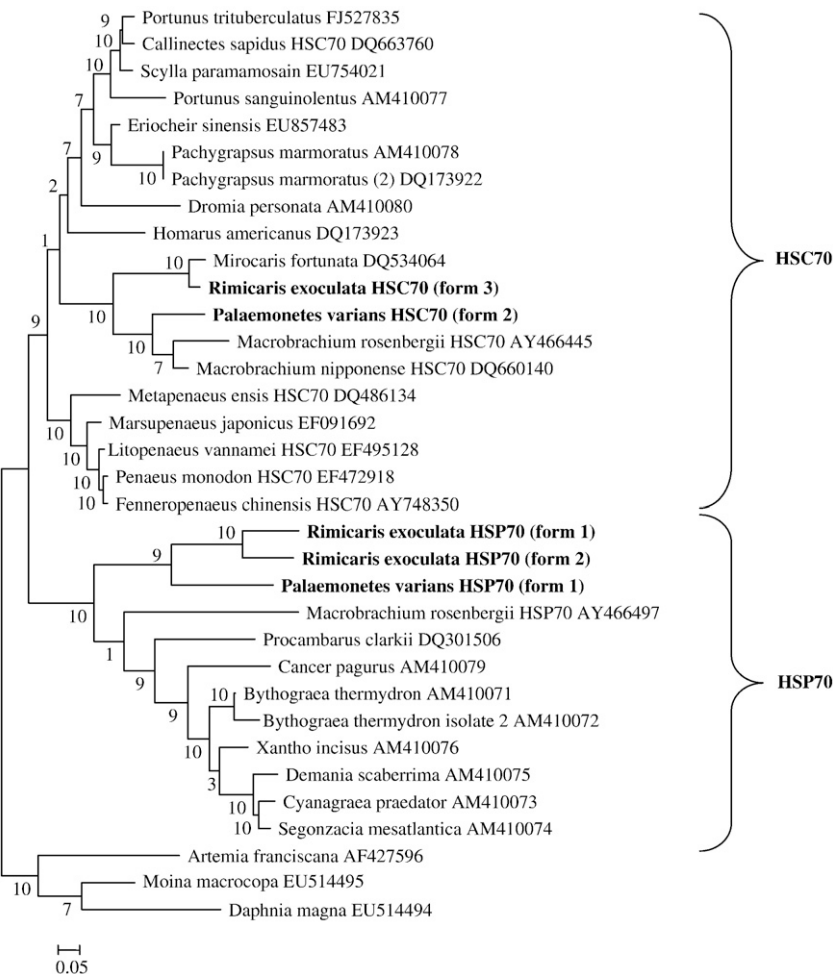 9
Portunus trituberculatus FJ527835
10
Callinectes sapidus HSC70 DQ663760
10
Scylla paramamosain EU754021
Portunus sanguinolentus AM410077
7
Eriocheir sinensis EU857483
7
9
Pachygrapsus marmoratus AM410078
10
Pachygrapsus marmoratus (2) DQ173922
2
Dromia personata AM410080
1
Homarus americanus DQ173923
10
Mirocaris fortunata DQ534064
HSC70
Rimicaris exoculata HSC70 (form 3)
10
Palaemonetes varians HSC70 (form 2)
9
10
Macrobrachium rosenbergii HSC70 AY466445
7
Macrobrachium nipponense HSC70 DQ660140
Metapenaeus ensis HSC70 DQ486134
10
Marsupenaeus japonicus EF091692
10
Litopenaeus vannamei HSC70 EF495128
10
Penaeus monodon HSC70 EF472918
10
Fenneropenaeus chinensis HSC70 AY748350
10
Rimicaris exoculata HSP70 (form 1)
9
Rimicaris exoculata HSP70 (form 2)
Palaemonetes varians HSP70 (form 1)
10
Macrobrachium rosenbergii HSP70 AY466497
1
Procambarus clarkii DQ301506
9
Cancer pagurus AM410079
HSP70
9
10
Bythograea thermydron AM410071
Bythograea thermydron isolate 2 AM410072
10
Xantho incisus AM410076
3
Demania scaberrima AM410075
10
Cyanagraea praedator AM410073
10
Segonzacia mesatlantica AM410074
Artemia franciscana AF427596
10
Moina macrocopa EU514495
7
Daphnia magna EU514494
0.05